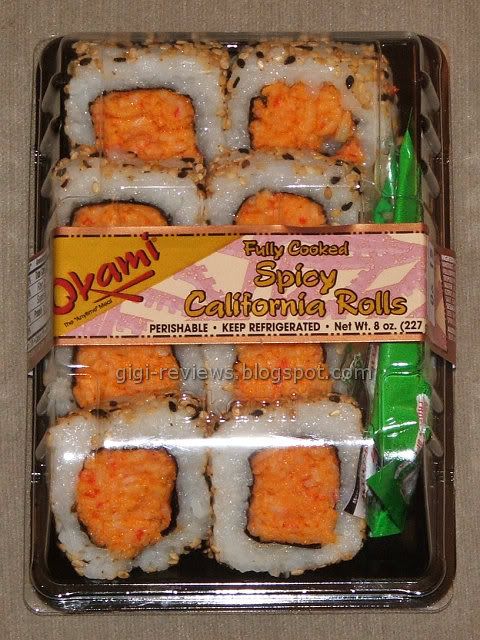 Okami
The "Anytime" Meal
Fully Cooked
Spicy
California Rolls
PERISHABLE • KEEP REFRIGERATED • Net Wt. 8 oz. (227
gigi-reviews.blogspot.com